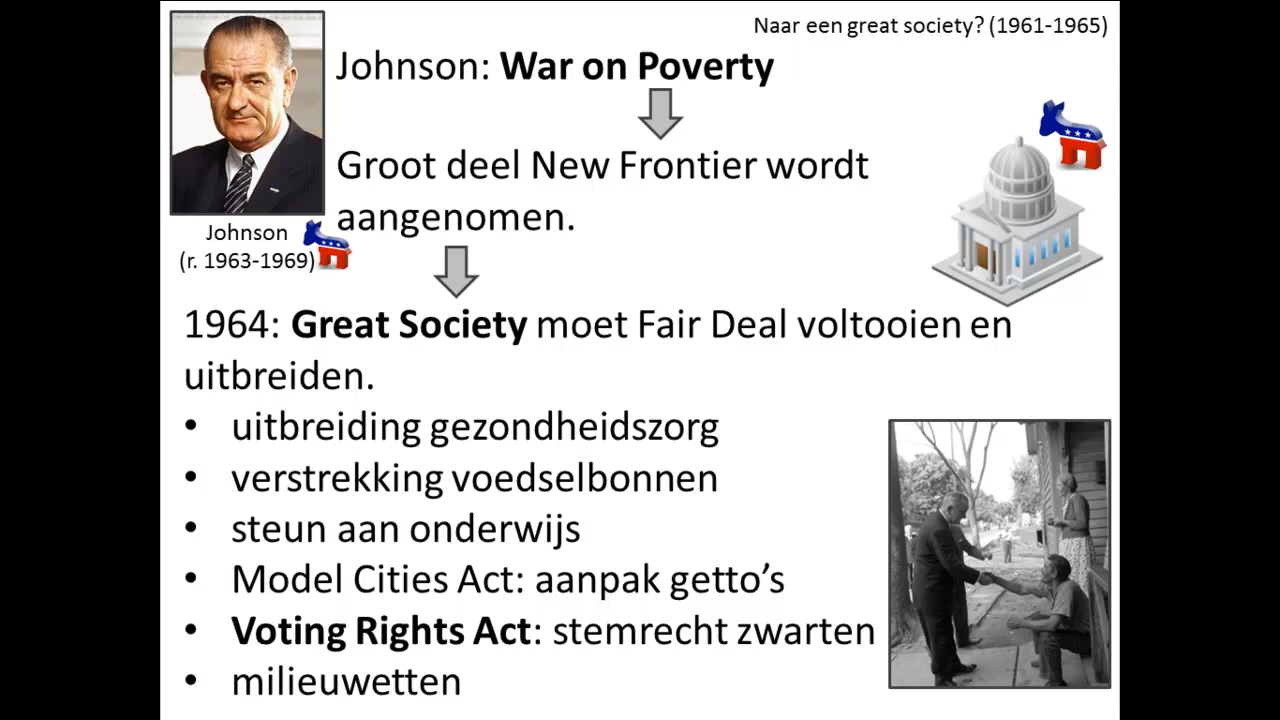 Naar een great society? (1961-1965)
Johnson: War on Poverty
Groot deel New Frontier wordt
aangenomen.
Johnson
(r. 1963-1969)
1964: Great Society moet Fair Deal voltooien en
uitbreiden.
• uitbreiding gezondheidszorg
• verstrekking voedselbonnen
• steun aan onderwijs
• Model Cities Act: aanpak getto’s
• Voting Rights Act: stemrecht zwarten
• milieuwetten